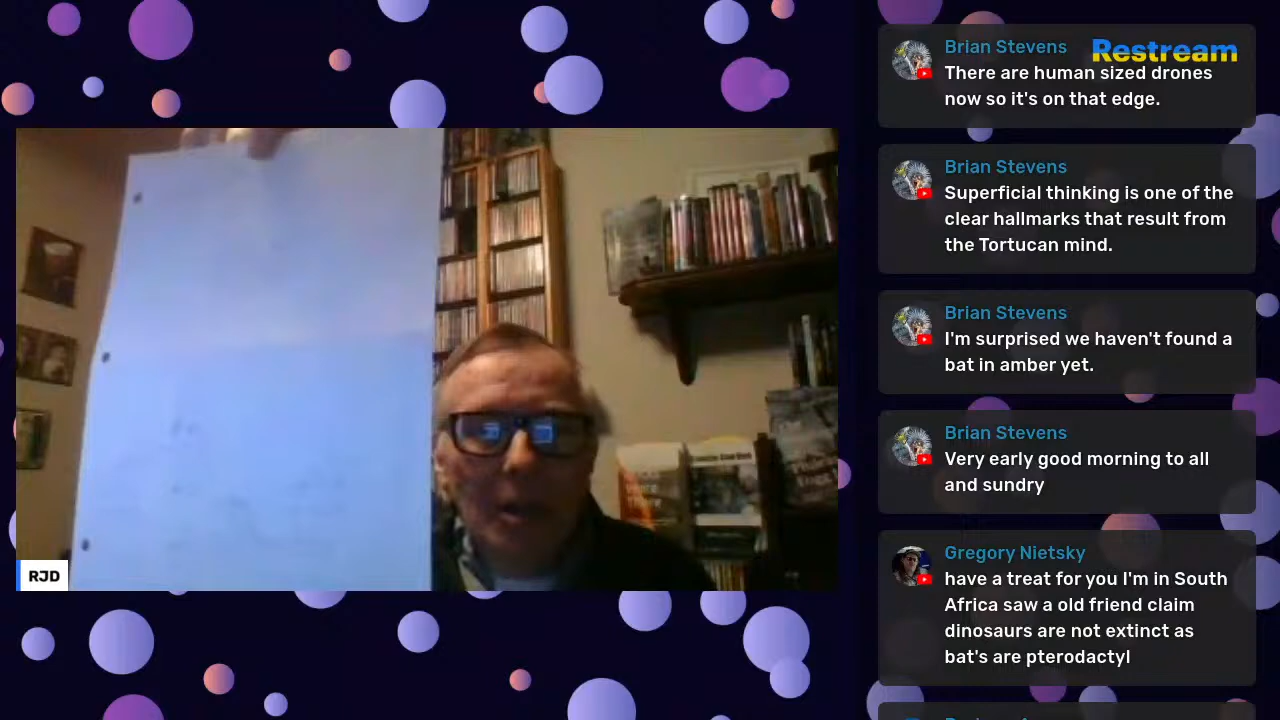 Brian Stevens
Restream
There are human sized drones
now so it's on that edge.
Brian Stevens
Superficial thinking is one of the
clear hallmarks that result from
the Tortucan mind.
Brian Stevens
I'm surprised we haven't found a
bat in amber yet.
Brian Stevens
Very early good morning to all
and sundry
Gregory Nietsky
have a treat for you I'm in South
Africa saw a old friend claim
dinosaurs are not extinct as
bat's are pterodactyl
RJD